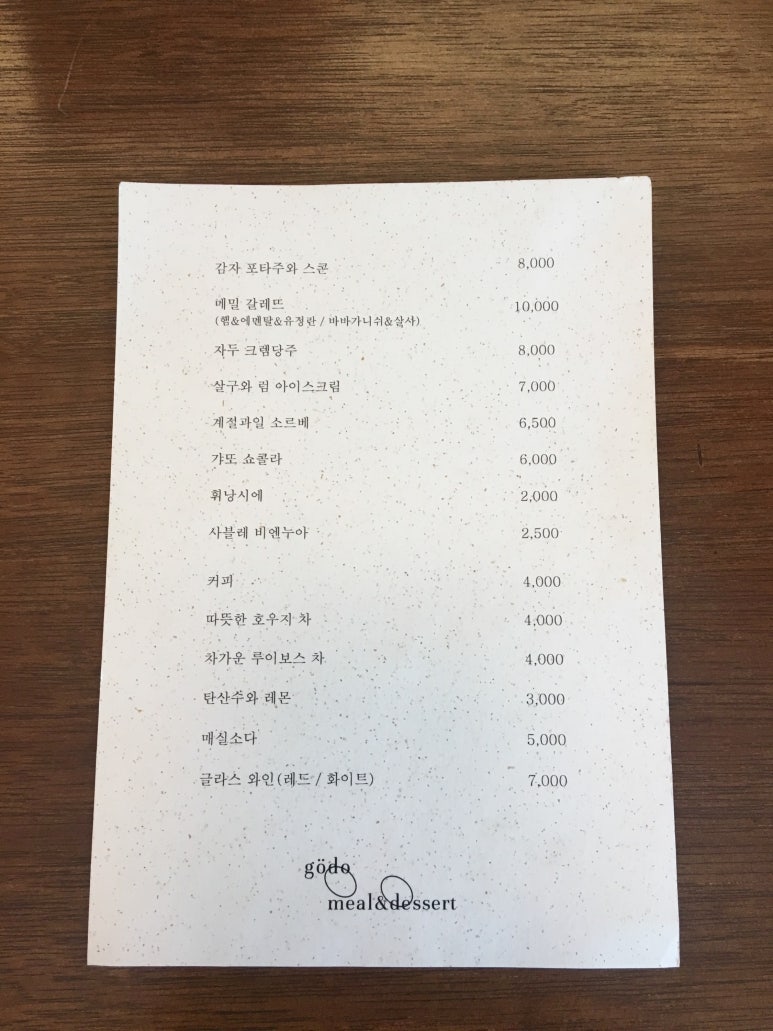 감자 포타주와 스콘 8,000
메밀 갈레뜨 10,000
(햄&에멘탈&유정란 / 바바가니쉬&살사)
자두 크렘당주 8,000
살구와 럼 아이스크림 7,000
계절과일 소르베 6,500
갸또 쇼콜라 6,000
휘낭시에 2,000
사블레 비엔누아 2,500
커피 4,000
따뜻한 호우지 차 4,000
차가운 루이보스 차 4,000
탄산수와 레몬 3,000
매실소다 5,000
글라스 와인(레드 / 화이트) 7,000
gödo
meal&dessert